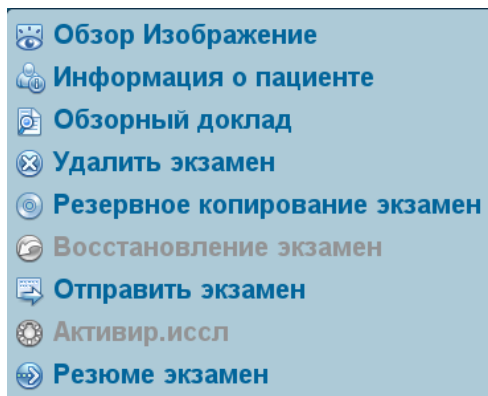 Обзор Изображение
Информация о пациенте
Обзорный доклад
Удалить экзамен
Резервное копирование экзамен
Восстановление экзамен
Отправить экзамен
Активир.иссл
Резюме экзамен